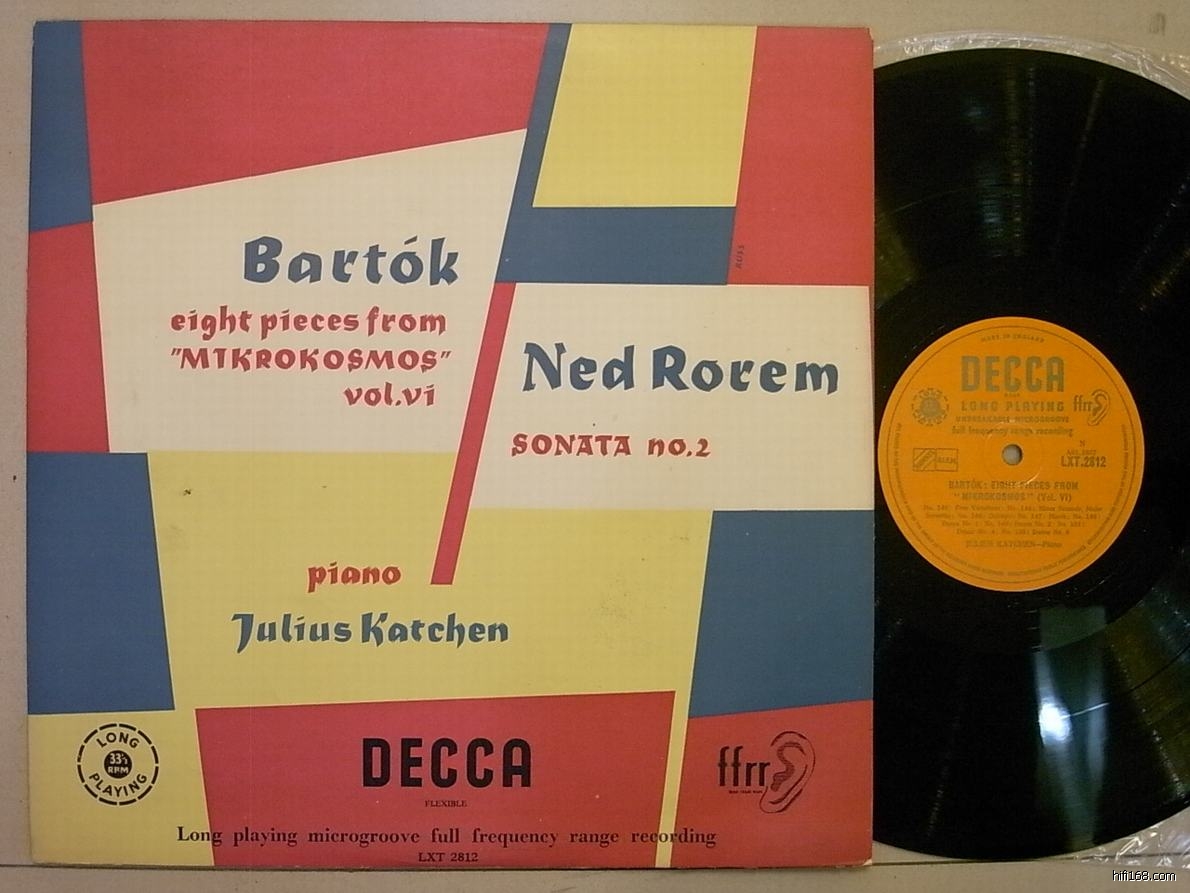 Bartók
eight pieces from
"MIKROKOSMOS"
vol.vi
RUSS
Ned Rorem
SONATA no.2
piano
Julius Katchen
LONG
33⅓
RPM
PLAYING
DECCA
FLEXIBLE
ffrr
Long playing microgroove full frequency range recording
LXT 2812
MADE IN ENGLAND
DECCA
LONG PLAYING
ffrr
UNBREAKABLE MICROGROOVE
full frequency range recording
LXT.2812
BARTÓK: EIGHT PIECES FROM
"MIKROKOSMOS" (Vol. VI)
JULIUS KATCHEN—Piano
hifi168.com